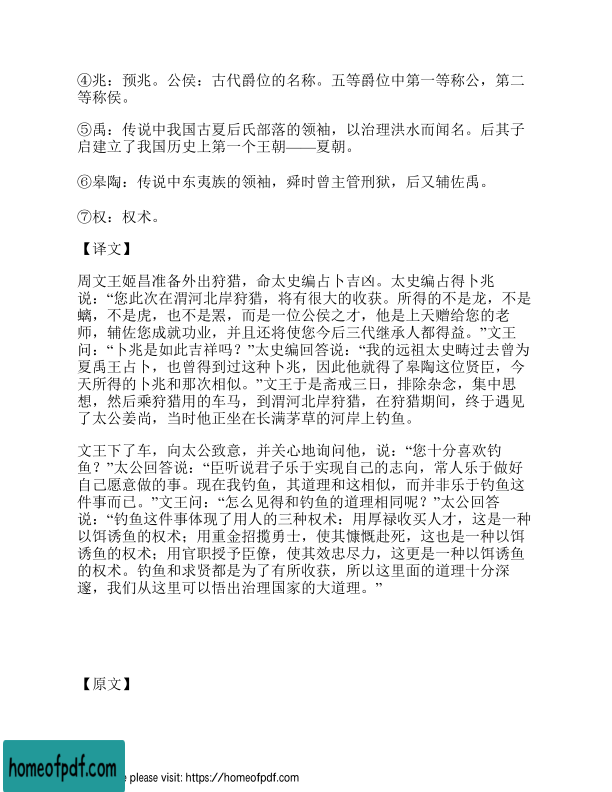 ④兆：预兆。公侯：古代爵位的名称。五等爵位中第一等称公，第二
等称侯。
⑤禹：传说中我国古夏后氏部落的领袖，以治理洪水而闻名。后其子
启建立了我国历史上第一个王朝——夏朝。
⑥皋陶：传说中东夷族的领袖，舜时曾主管刑狱，后又辅佐禹。
⑦权：权术。
【译文】
周文王姬昌准备外出狩猎，命太史编占卜吉凶。太史编占得卜兆
说：“您此次在渭河北岸狩猎，将有很大的收获。所得的不是龙，不是
螭，不是虎，也不是罴，而是一位公侯之才，他是上天赠给您的老
师，辅佐您成就功业，并且还将使您今后三代继承人都得益。”文王
问：“卜兆是如此吉祥吗？”太史编回答说：“我的远祖太史畴过去曾为
夏禹王占卜，也曾得到过这种卜兆，因此他就得了皋陶这位贤臣，今
天所得的卜兆和那次相似。”文王于是斋戒三日，排除杂念，集中思
想，然后乘狩猎用的车马，到渭河北岸狩猎，在狩猎期间，终于遇见
了太公姜尚，当时他正坐在长满茅草的河岸上钓鱼。
文王下了车，向太公致意，并关心地询问他，说：“您十分喜欢钓
鱼？”太公回答说：“臣听说君子乐于实现自己的志向，常人乐于做好
自己愿意做的事。现在我钓鱼，其道理和这相似，而并非乐于钓鱼这
件事而已。”文王问：“怎么见得和钓鱼的道理相同呢？”太公回答
说：“钓鱼这件事体现了用人的三种权术：用厚禄收买人才，这是一种
以饵诱鱼的权术；用重金招揽勇士，使其慷慨赴死，这也是一种以饵
诱鱼的权术；用官职授予臣僚，使其效忠尽力，这更是一种以饵诱鱼
的权术。钓鱼和求贤都是为了有所收获，所以这里面的道理十分深
邃，我们从这里可以悟出治理国家的大道理。”
【原文】
homeofpdf.com
e please visit: https://homeofpdf.com